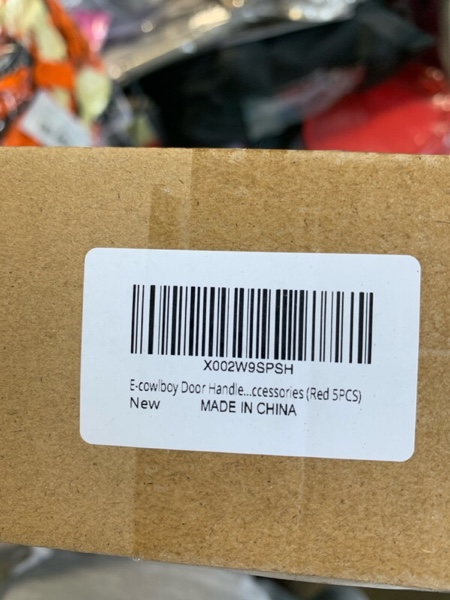 X002W9SPSH
E-cowlboy Door Handle...ccessories (Red 5PCS)
New MADE IN CHINA